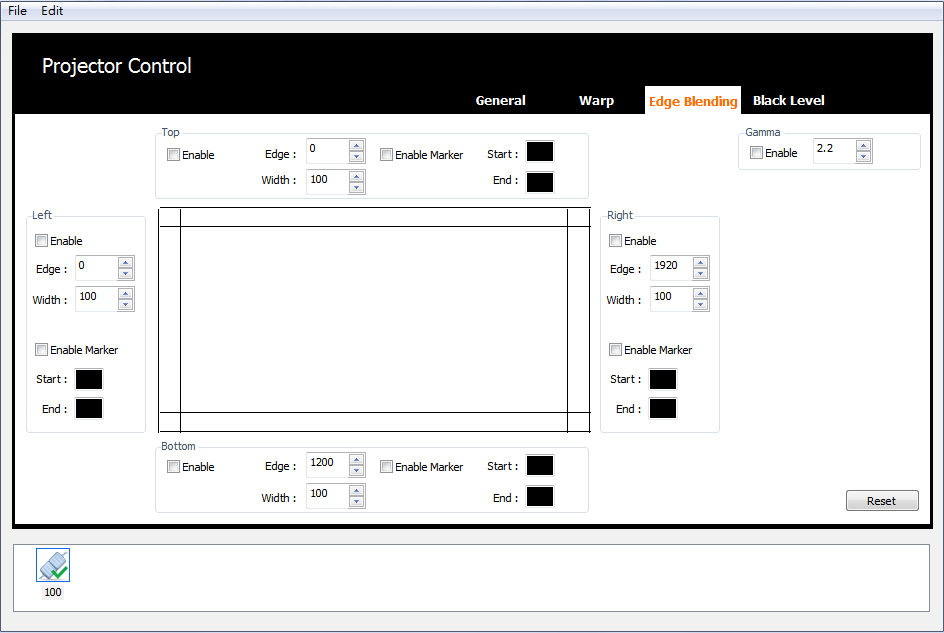 File Edit
Projector Control
General Warp Edge Blending Black Level
Top
Enable Edge : 0 Enable Marker Start :
Width : 100 End :
Gamma
Enable 2.2
Left
Enable
Edge : 0
Width : 100
Enable Marker
Start :
End :
Right
Enable
Edge : 1920
Width : 100
Enable Marker
Start :
End :
Bottom
Enable Edge : 1200 Enable Marker Start :
Width : 100 End :
Reset
100